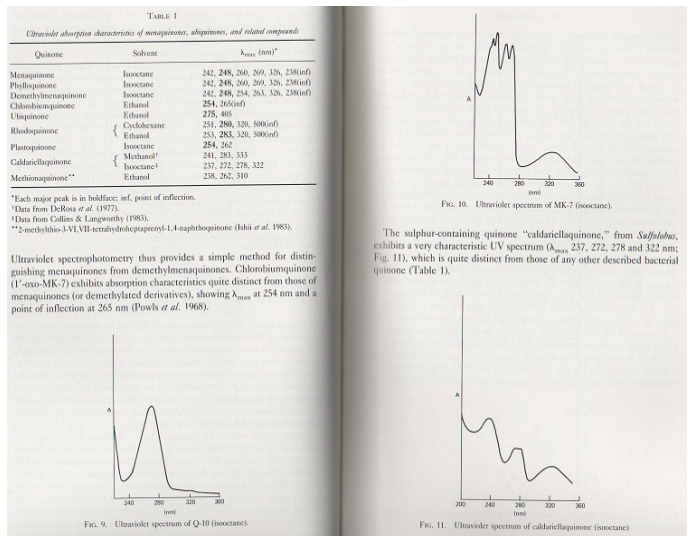 TABLE 1
Ultraviolet absorption characteristics of menaquinones, ubiquinones, and related compounds
Quinone Solvent λmax (nm)*
Menaquinone Isooctane 242, 248, 260, 269, 326, 238(inf)
Phylloquinone Isooctane 242, 248, 260, 269, 326, 238(inf)
Demethylmenaquinone Isooctane 242, 248, 254, 263, 326, 238(inf)
Chlorobiumquinone Ethanol 254, 265(inf)
Ubiquinone Ethanol 275, 405
Rhodoquinone { Cyclohexane 251, 280, 320, 500(inf)
Ethanol 253, 283, 320, 500(inf)
Plastoquinone Isooctane 254, 262
Caldariellaquinone { Methanol† 241, 283, 333
Isooctane‡ 237, 272, 278, 322
Methionaquinone** Ethanol 238, 262, 310
*Each major peak is in boldface; inf, point of inflection.
†Data from DeRosa et al. (1977).
‡Data from Collins & Langworthy (1983).
**2-methylthio-3-VI,VII-tetrahydroheptaprenyl-1,4-naphthoquinone (Ishii et al. 1983).
Ultraviolet spectrophotometry thus provides a simple method for distin-
guishing menaquinones from demethylmenaquinones. Chlorobiumquinone
(1'-oxo-MK-7) exhibits absorption characteristics quite distinct from those of
menaquinones (or demethylated derivatives), showing λmax at 254 nm and a
point of inflection at 265 nm (Powls et al. 1968).
A
240 280 320 360
(nm)
FIG. 9. Ultraviolet spectrum of Q-10 (isooctane).
A
240 280 320 360
(nm)
FIG. 10. Ultraviolet spectrum of MK-7 (isooctane).
The sulphur-containing quinone "caldariellaquinone," from Sulfolobus,
exhibits a very characteristic UV spectrum (λmax 237, 272, 278 and 322 nm;
Fig. 11), which is quite distinct from those of any other described bacterial
quinone (Table 1).
A
200 240 280 320 360
(nm)
FIG. 11. Ultraviolet spectrum of caldariellaquinone (isooctane)